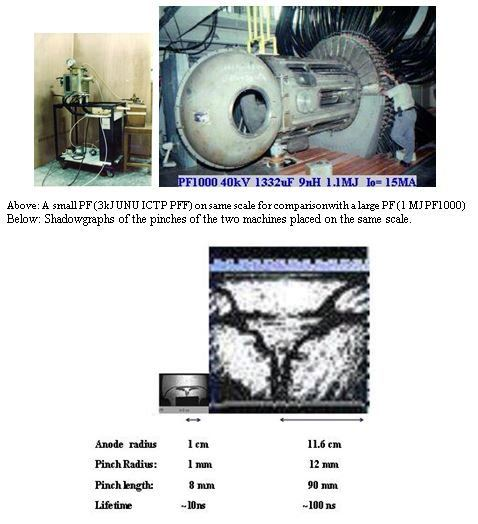 PF1000 40kV 1332uF 9nH 1.1MJ Io= 15MA
Above: A small PF (3kJ UNU ICTP PFF) on same scale for comparison with a large PF (1 MJ PF1000)
Below: Shadowgraphs of the pinches of the two machines placed on the same scale.
Anode radius 1 cm 11.6 cm
Pinch Radius: 1 mm 12 mm
Pinch length: 8 mm 90 mm
Lifetime ~10ns ~100 ns